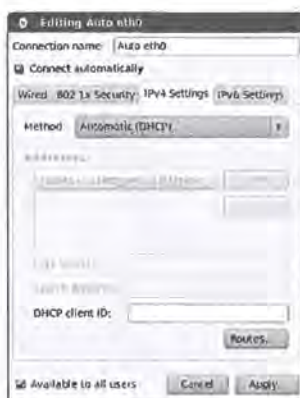 Editing Auto eth0
Connection name: Auto eth0
Connect automatically
Wired 802.1x Security IPv4 Settings IPv6 Settings
Method: Automatic (DHCP)
Addresses
DHCP client ID:
Routes...
Available to all users Cancel Apply...